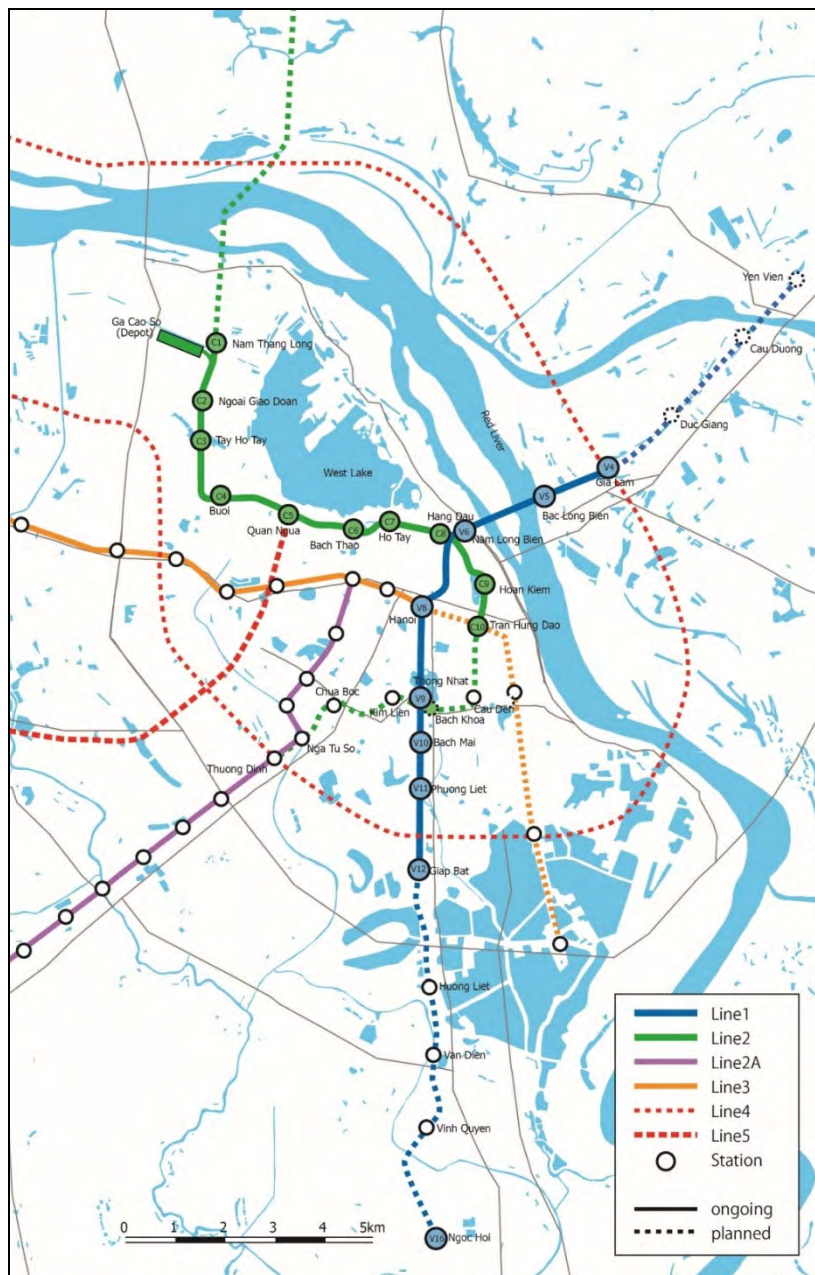 Yen Vien
Ga Cao So
(Depot)
C1
Nam Thang Long
Cau Duong
C2
Ngoai Giao Doan
Duc Giang
C3
Tay Ho Tay
Red Liver
V4
Gia Lam
West Lake
C4
Buoi
V5
Bac Long Bien
C5
Quan Ngua
C6
Bach Thao
C7
Ho Tay
Hang Dau
C8
V6
Nam Long Bien
C9
Hoan Kiem
V8
Hanoi
C10
Tran Hung Dao
Thong Nhat
V9
Chua Boc
Kim Lien
Bach Khoa
Cau Den
Nga Tu So
V10
Bach Mai
Thuong Dinh
V11
Phuong Liet
V12
Giap Bat
Huong Liet
Van Dien
Vinh Quyen
V16
Ngoc Hoi
0 1 2 3 4 5km
Line1
Line2
Line2A
Line3
Line4
Line5
Station
ongoing
planned